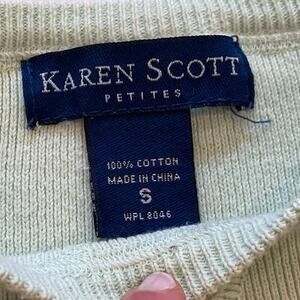 KAREN SCOTT
PETITES
100% COTTON
MADE IN CHINA
S
WPL 8046